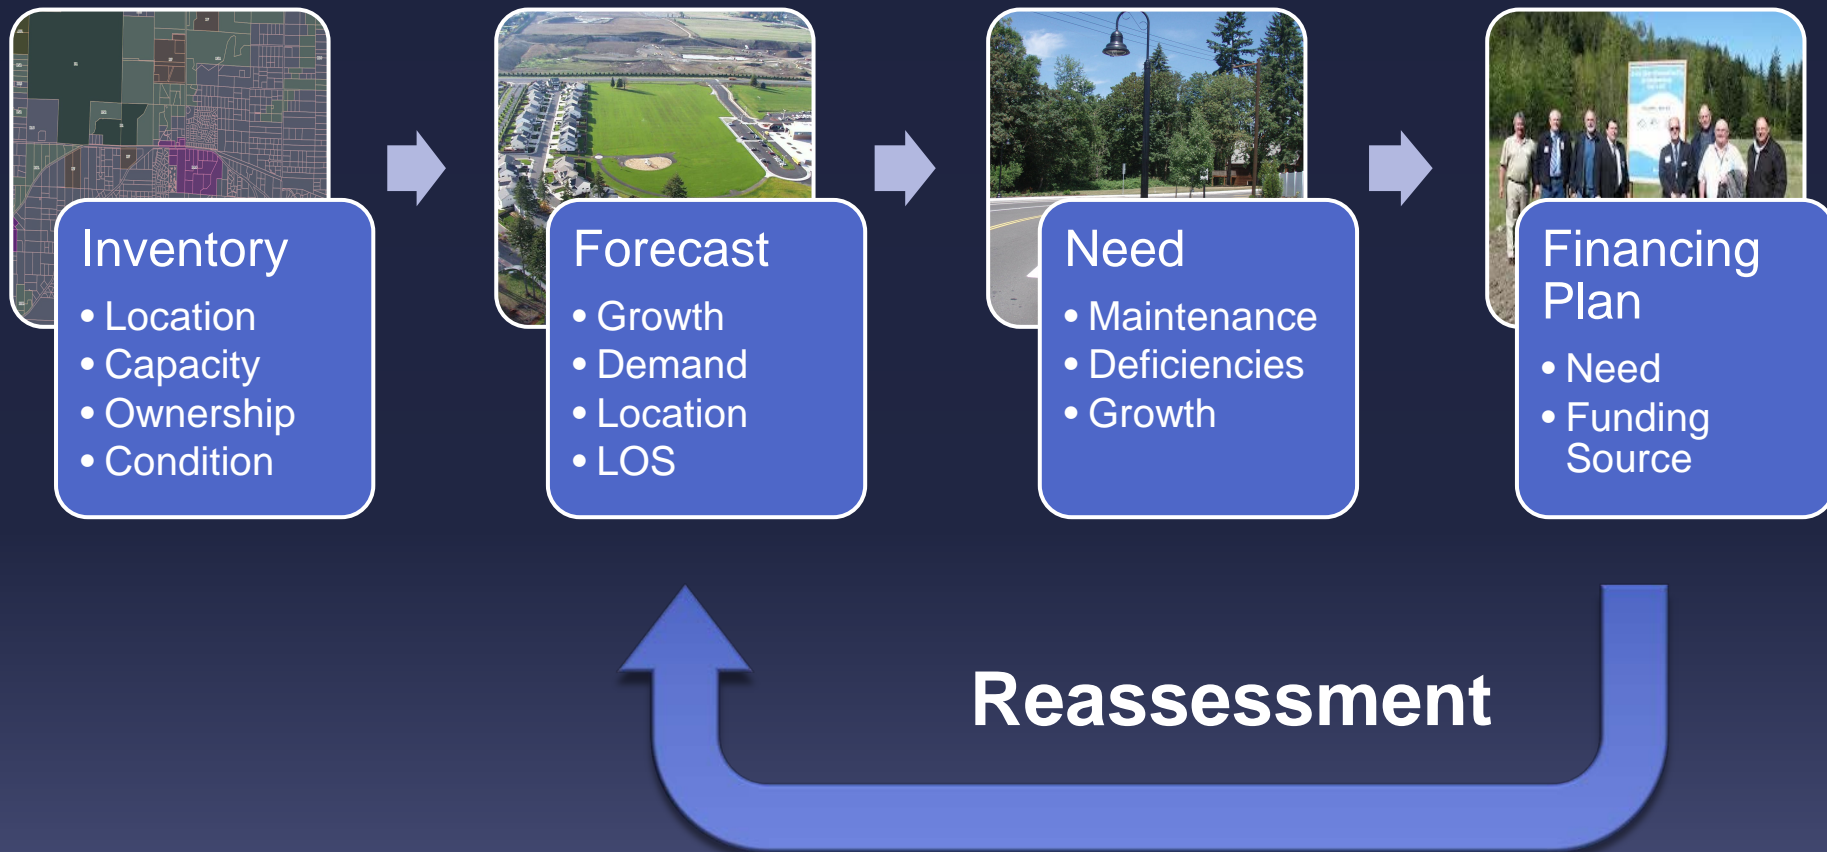 Inventory
• Location
• Capacity
• Ownership
• Condition
Forecast
• Growth
• Demand
• Location
• LOS
Need
• Maintenance
• Deficiencies
• Growth
Financing
Plan
• Need
• Funding
Source
Reassessment